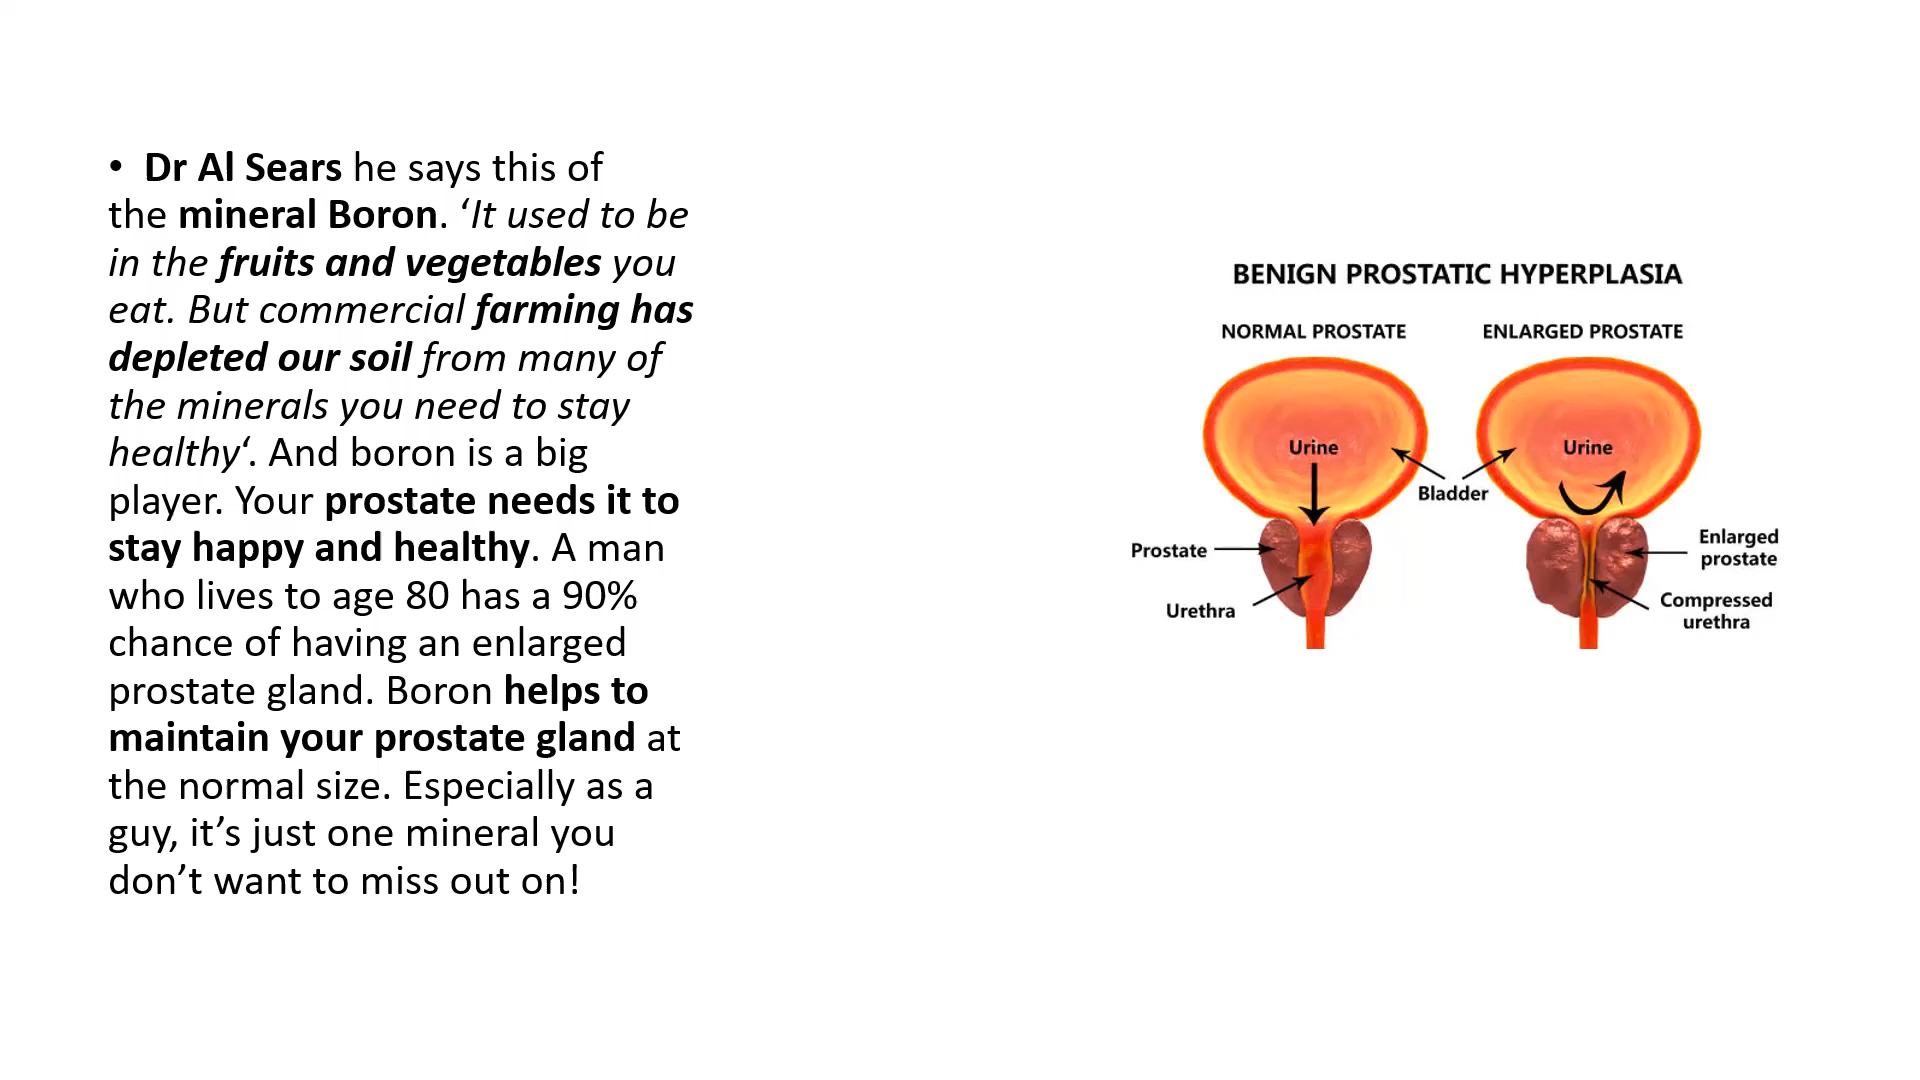 • Dr Al Sears he says this of
the mineral Boron. ‘It used to be
in the fruits and vegetables you
eat. But commercial farming has
depleted our soil from many of
the minerals you need to stay
healthy‘. And boron is a big
player. Your prostate needs it to
stay happy and healthy. A man
who lives to age 80 has a 90%
chance of having an enlarged
prostate gland. Boron helps to
maintain your prostate gland at
the normal size. Especially as a
guy, it’s just one mineral you
don’t want to miss out on!
BENIGN PROSTATIC HYPERPLASIA
NORMAL PROSTATE
ENLARGED PROSTATE
Urine
Urine
Bladder
Prostate
Urethra
Enlarged
prostate
Compressed
urethra